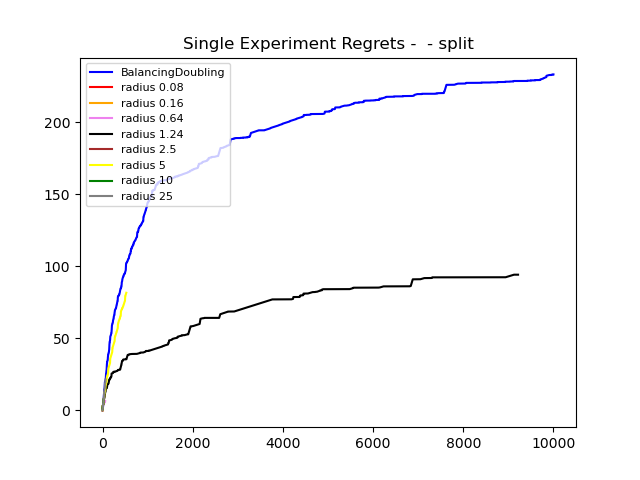 Single Experiment Regrets -  - split
BalancingDoubling
radius 0.08
radius 0.16
radius 0.64
radius 1.24
radius 2.5
radius 5
radius 10
radius 25
200
150
100
50
0
0 2000 4000 6000 8000 10000